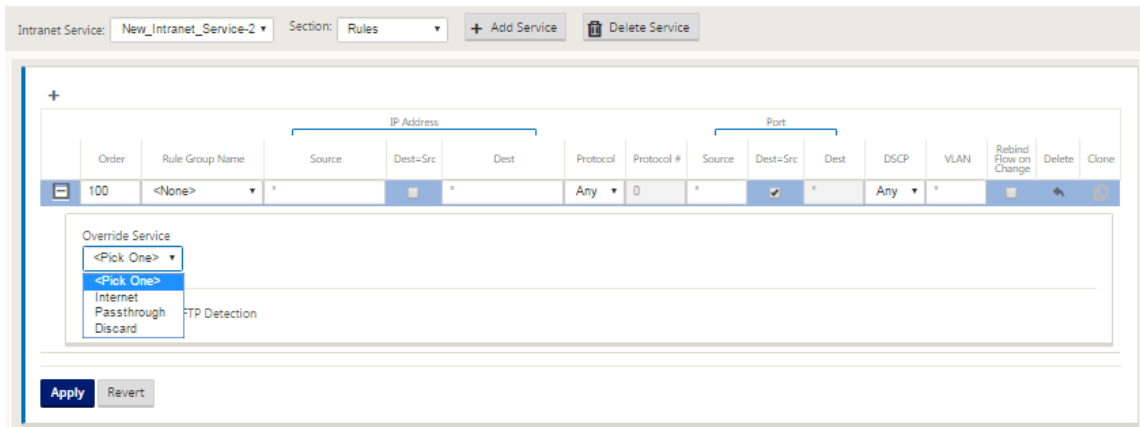 Intranet Service: New_Intranet_Service-2 Section: Rules + Add Service Delete Service
+
IP Address Port
Order Rule Group Name Source Dest=Src Dest Protocol Protocol # Source Dest=Src Dest DSCP VLAN Rebind Flow on Change Delete Clone
100 <None> * * Any 0 * * Any *
Override Service
<Pick One>
<Pick One>
Internet
Passthrough FTP Detection
Discard
Apply Revert